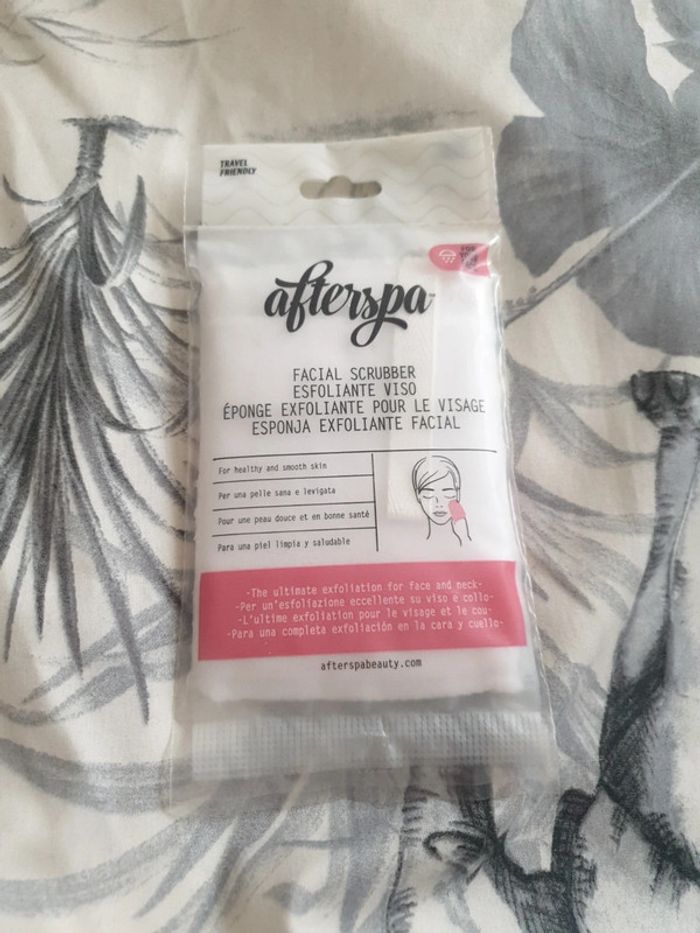 TRAVEL
FRIENDLY
afterspa
FACIAL SCRUBBER
ESFOLIANTE VISO
ÉPONGE EXFOLIANTE POUR LE VISAGE
ESPONJA EXFOLIANTE FACIAL
For healthy and smooth skin
Per una pelle sana e levigata
Pour une peau douce et en bonne santé
Para una piel limpia y saludable
-The ultimate exfoliation for face and neck-
-Per un'esfoliazione eccellente su viso e collo-
-L'ultime exfoliation pour le visage et le cou-
-Para una completa exfoliación en la cara y cuello-
afterspabeauty.com